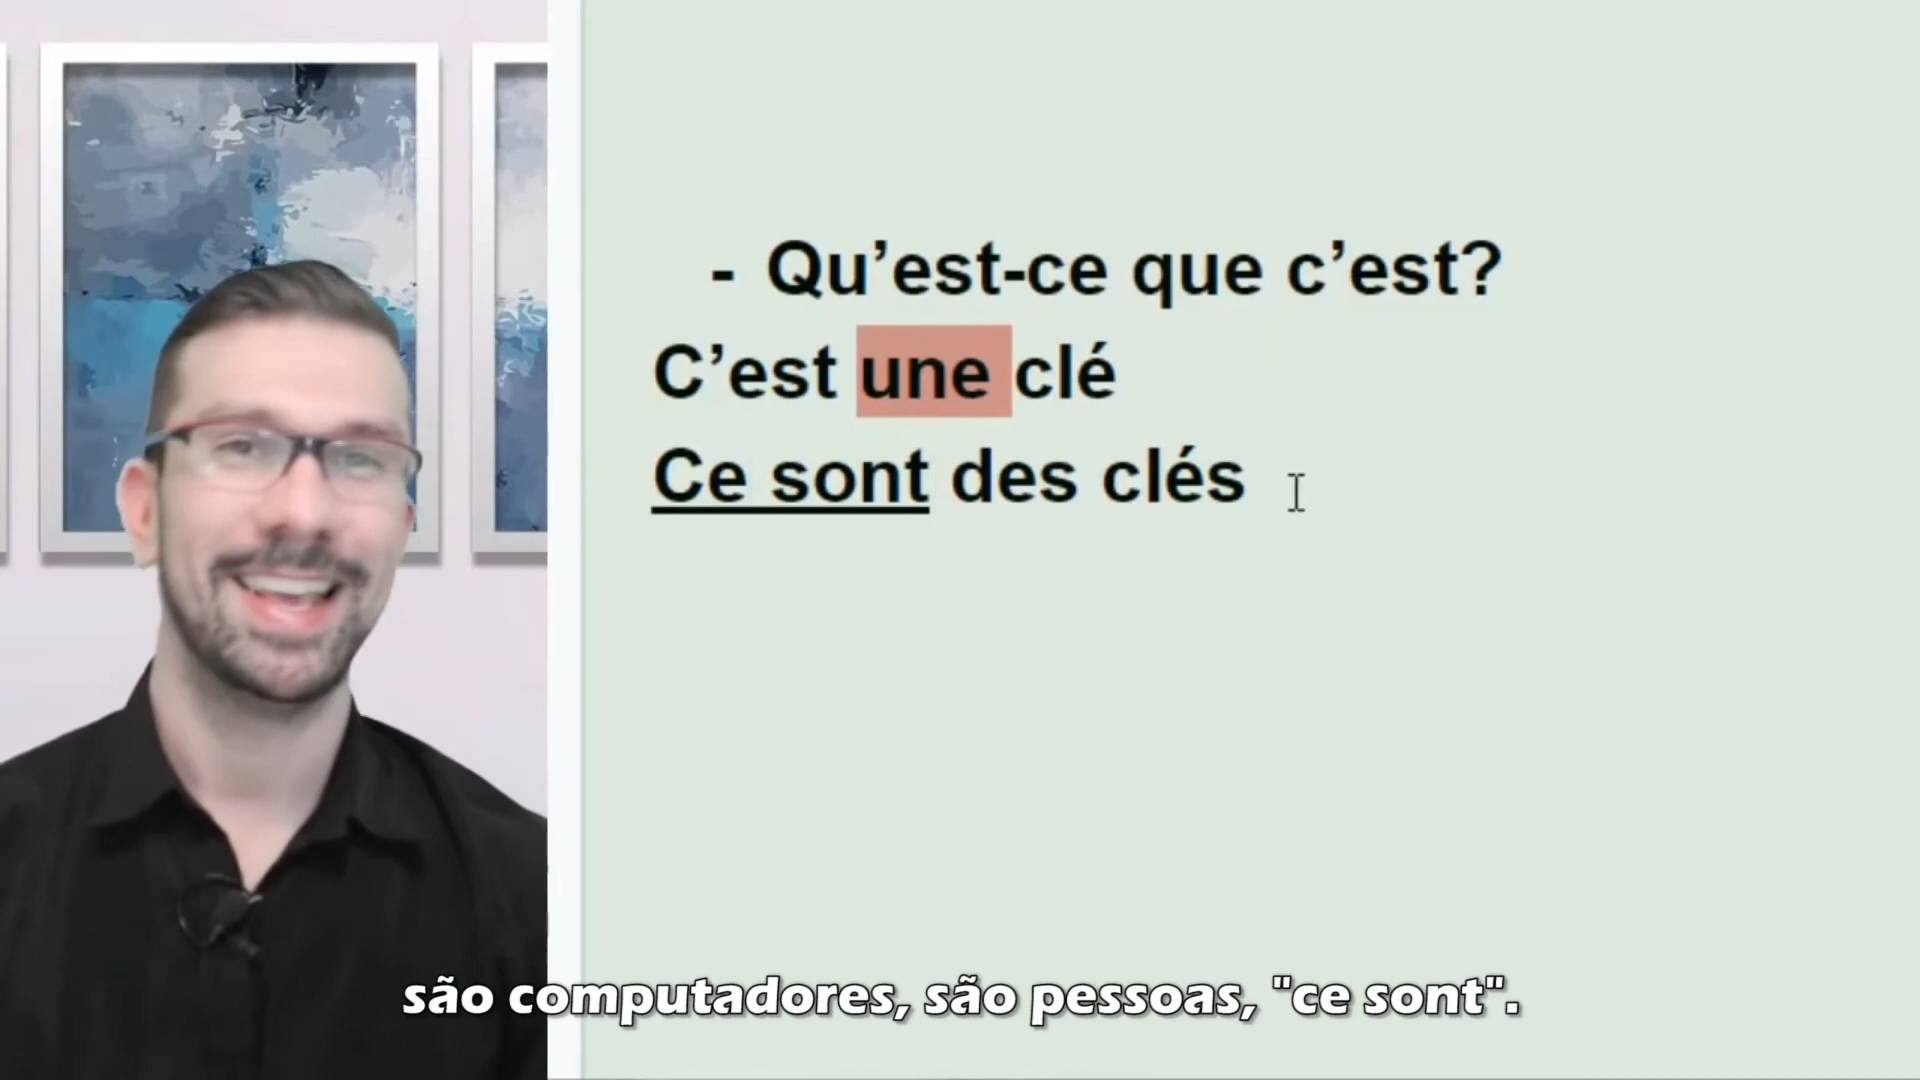 - Qu’est-ce que c’est?
C’est une clé
Ce sont des clés
são computadores, são pessoas, "ce sont".